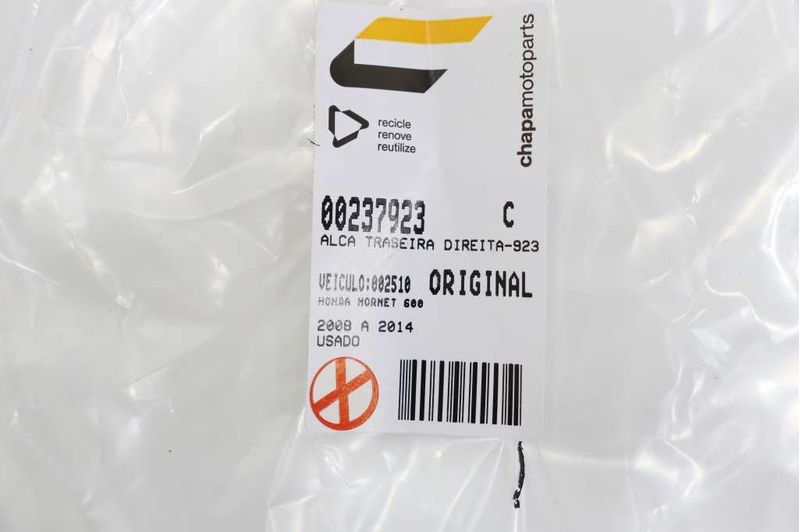 chapamotoparts
recicle
renove
reutilize
00237923 C
ALCA TRASEIRA DIREITA-923
VEICULO:002510 ORIGINAL
HONDA HORNET 600
2008 A 2014
USADO